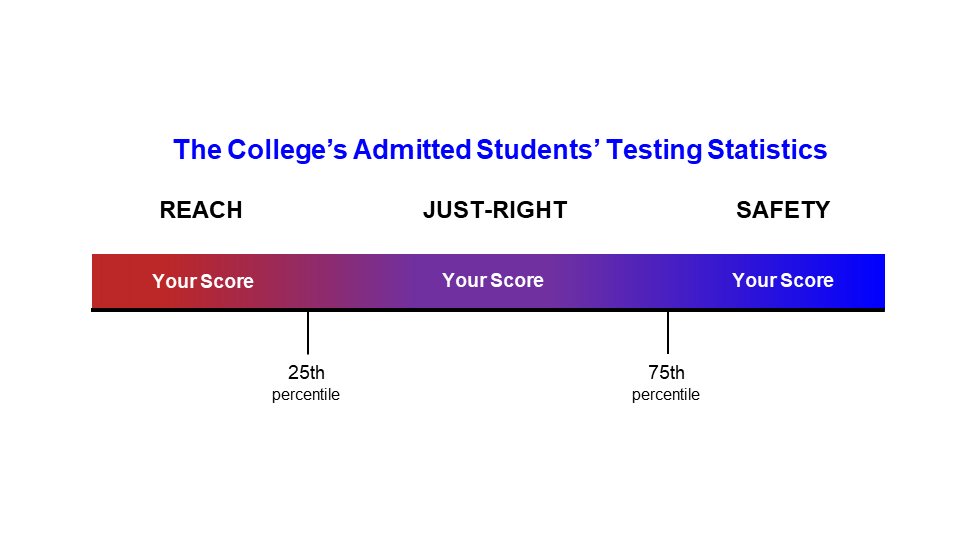 The College’s Admitted Students’ Testing Statistics
REACH JUST-RIGHT SAFETY
Your Score Your Score Your Score
25th 75th
percentile percentile